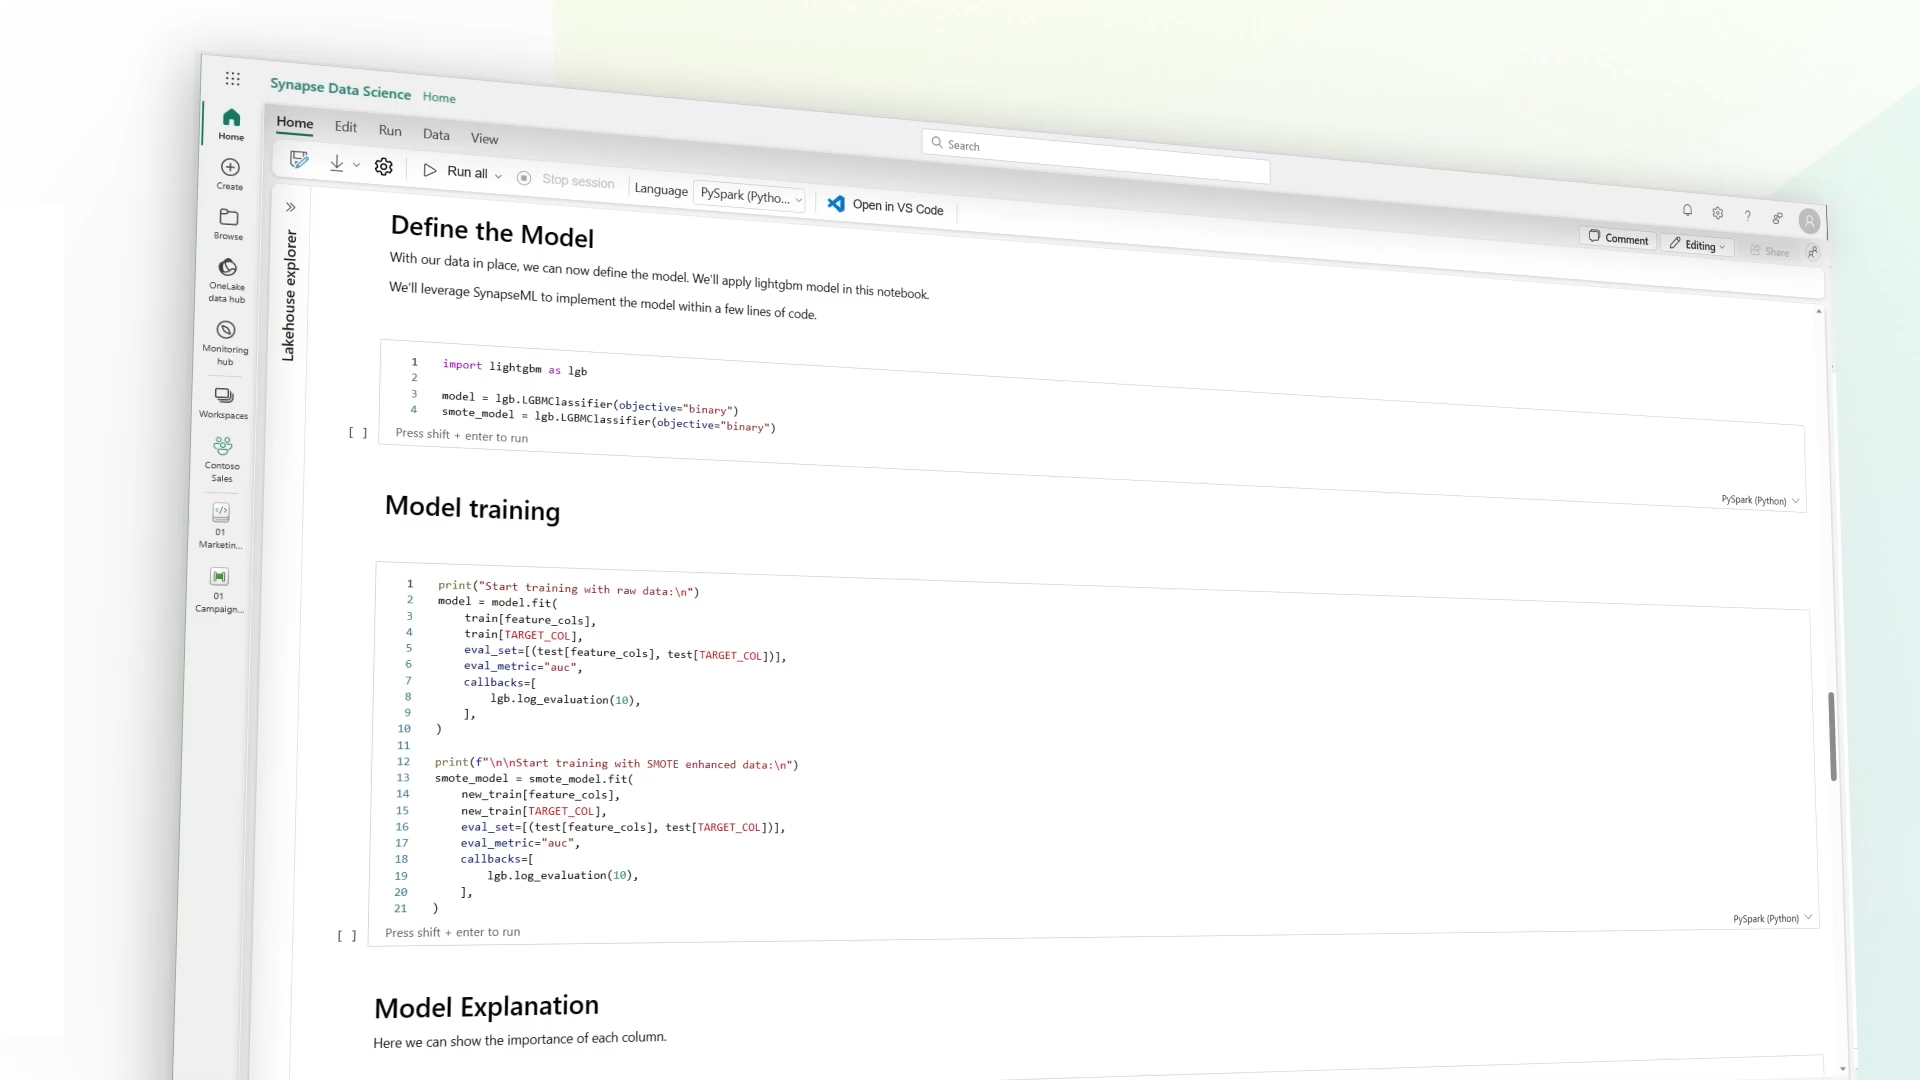 Synapse Data Science Home
Search
Home Edit Run Data View
Run all Stop session Language PySpark (Pytho... Open in VS Code
Comment Editing Share
Home
Create
Browse
OneLake
data hub
Monitoring
hub
Workspaces
Contoso
Sales
01
Marketin...
01
Campaign...
Lakehouse explorer
Define the Model
With our data in place, we can now define the model. We'll apply lightgbm model in this notebook.
We'll leverage SynapseML to implement the model within a few lines of code.
1 import lightgbm as lgb
2
3 model = lgb.LGBMClassifier(objective="binary")
4 smote_model = lgb.LGBMClassifier(objective="binary")
[ ] Press shift + enter to run
PySpark (Python)
Model training
1 print("Start training with raw data:\n")
2 model = model.fit(
3 train[feature_cols],
4 train[TARGET_COL],
5 eval_set=[(test[feature_cols], test[TARGET_COL])],
6 eval_metric="auc",
7 callbacks=[
8 lgb.log_evaluation(10),
9 ],
10 )
11
12 print(f"\n\nStart training with SMOTE enhanced data:\n")
13 smote_model = smote_model.fit(
14 new_train[feature_cols],
15 new_train[TARGET_COL],
16 eval_set=[(test[feature_cols], test[TARGET_COL])],
17 eval_metric="auc",
18 callbacks=[
19 lgb.log_evaluation(10),
20 ],
21 )
[ ] Press shift + enter to run
PySpark (Python)
Model Explanation
Here we can show the importance of each column.